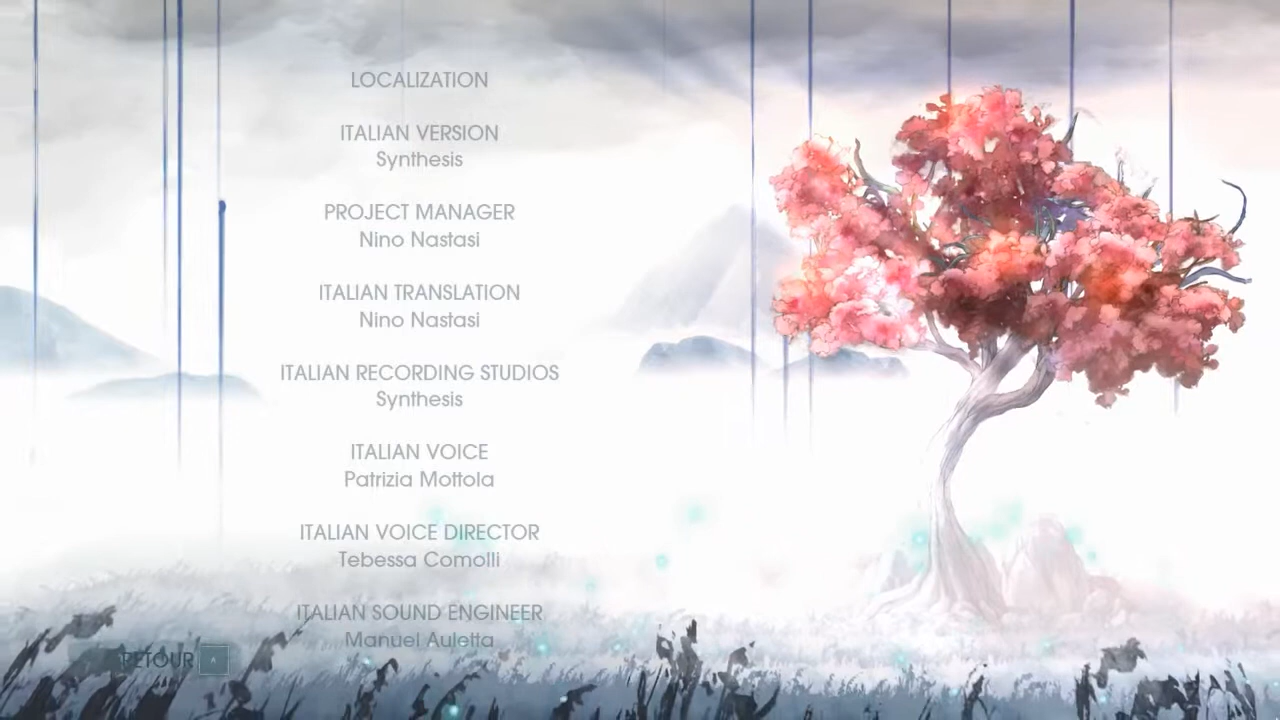 LOCALIZATION
ITALIAN VERSION
Synthesis
PROJECT MANAGER
Nino Nastasi
ITALIAN TRANSLATION
Nino Nastasi
ITALIAN RECORDING STUDIOS
Synthesis
ITALIAN VOICE
Patrizia Mottola
ITALIAN VOICE DIRECTOR
Tebessa Comolli
ITALIAN SOUND ENGINEER
Manuel Auletta
RETOUR